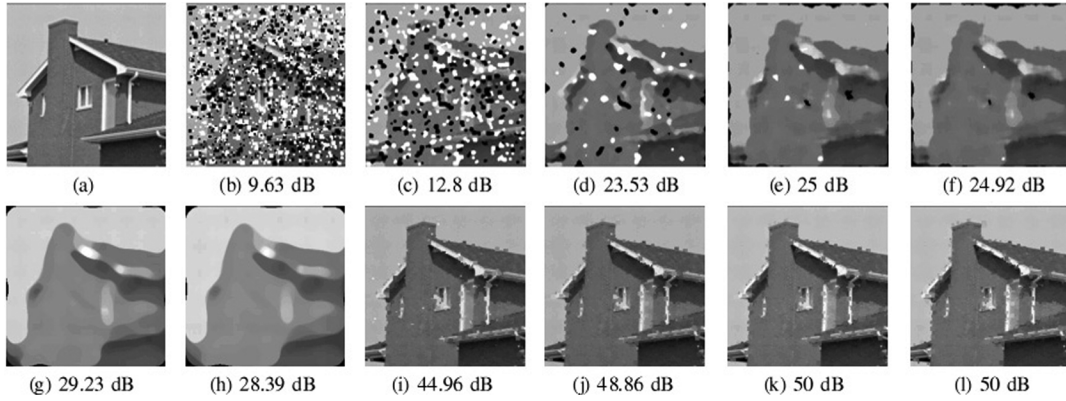 (a) (b) 9.63 dB (c) 12.8 dB (d) 23.53 dB (e) 25 dB (f) 24.92 dB
(g) 29.23 dB (h) 28.39 dB (i) 44.96 dB (j) 48.86 dB (k) 50 dB (l) 50 dB